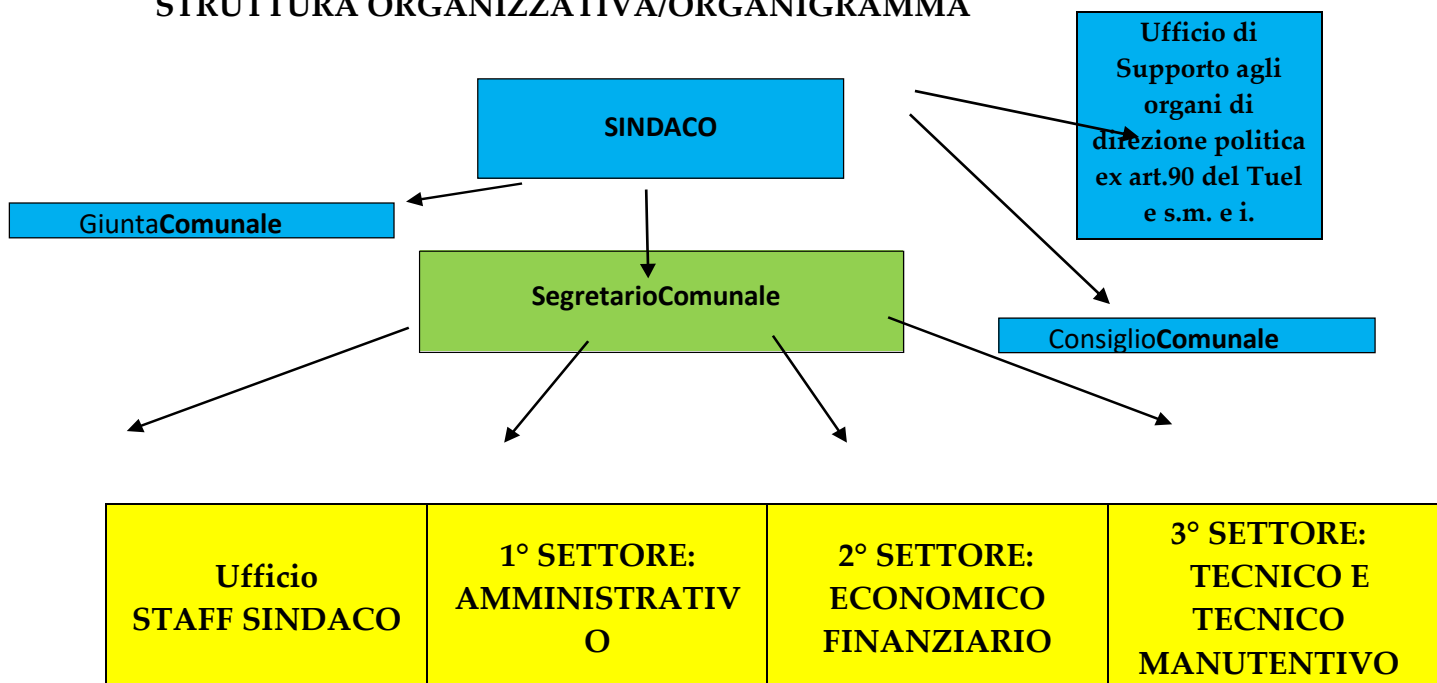 STRUTTURA ORGANIZZATIVA/ORGANIGRAMMA
Ufficio di
Supporto agli
organi di
direzione politica
ex art.90 del Tuel
e s.m. e i.
SINDACO
GiuntaComunale
SegretarioComunale
ConsiglioComunale
Ufficio
STAFF SINDACO
1° SETTORE:
AMMINISTRATIV
O
2° SETTORE:
ECONOMICO
FINANZIARIO
3° SETTORE:
TECNICO E
TECNICO
MANUTENTIVO